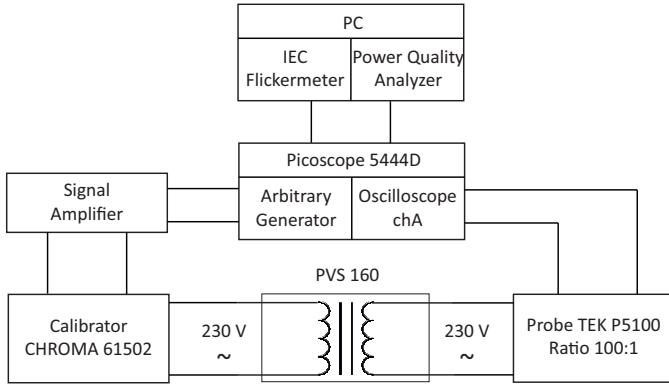 PC
IEC
Flickermeter
Power Quality
Analyzer
Picoscope 5444D
Signal
Amplifier
Arbitrary
Generator
Oscilloscope
chA
PVS 160
Calibrator
CHROMA 61502
230 V
~
230 V
~
Probe TEK P5100
Ratio 100:1